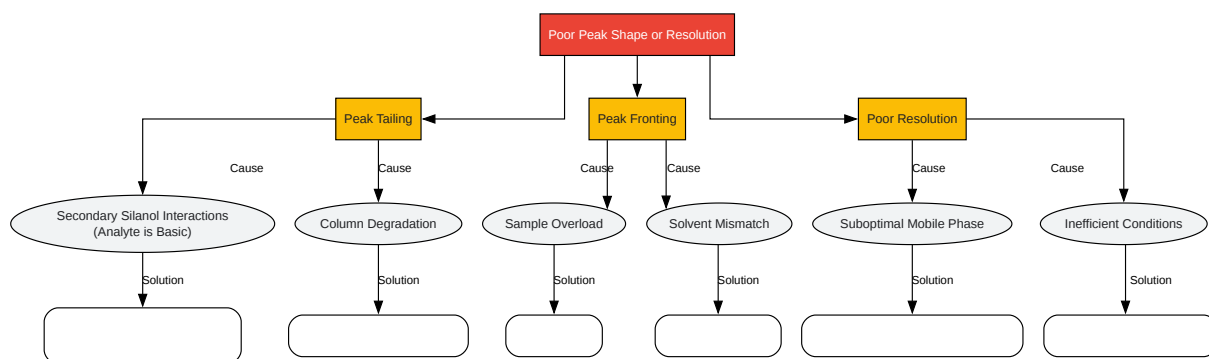 Poor Peak Shape or Resolution
Peak Tailing
Peak Fronting
Poor Resolution
Cause
Cause
Cause
Cause
Cause
Cause
Secondary Silanol Interactions
(Analyte is Basic)
Column Degradation
Sample Overload
Solvent Mismatch
Suboptimal Mobile Phase
Inefficient Conditions
Solution
Solution
Solution
Solution
Solution
Solution